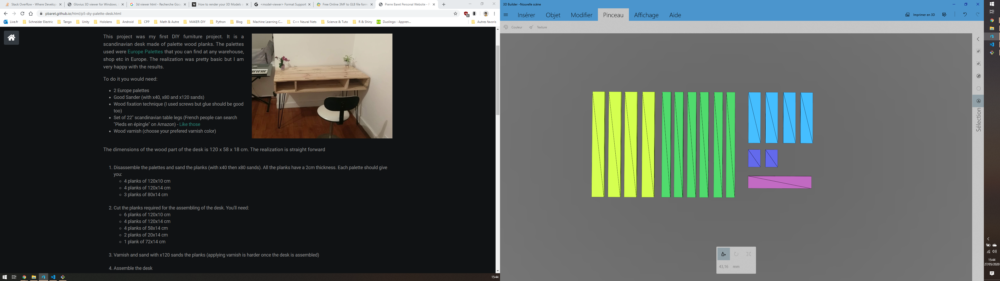 Stack Overflow - Where Develop
Glovius 3D viewer for Windows,
3d viewer html - Recherche Goo
How to render your 3D Models o
<model-viewer> Format Support
Free Online 3MF to GLB file form
Pierre Baret Personal Website - P
pbaret.github.io/html/p5-diy-palette-desk.html
Live.fr
Schneider Electric
Tango
Unity
Hololens
Android
CPP
Math & Autre
MAKER-DIY
Python
Blog
Machine Learning C...
C++ Neural Nets
Science & Tuto
R & Shiny
Duolingo - Appren...
Autres favoris
This project was my first DIY furniture project. It is a
scandinavian desk made of palette wood planks. The palettes
used were Europe Palettes that you can find at any warehouse,
shop etc in Europe. The realization was pretty basic but I am
very happy with the results.
To do it you would need:
• 2 Europe palettes
• Good Sander (with x40, x80 and x120 sands)
• Wood fixation technique (I used screws but glue should be good
too)
• Set of 22" scandinavian table legs (French people can search
"Pieds en épingle" on Amazon) - Like those
• Wood varnish (choose your prefered varnish color)
The dimensions of the wood part of the desk is 120 x 58 x 18 cm. The realization is straight forward
1. Disassemble the palettes and sand the planks (with x40 then x80 sands). All the planks have a 2cm thickness. Each palette should give
you:
◦ 4 planks of 120x10 cm
◦ 4 planks of 120x14 cm
◦ 3 planks of 80x14 cm
2. Cut the planks required for the assembling of the desk. You'll need:
◦ 6 planks of 120x10 cm
◦ 4 planks of 120x14 cm
◦ 4 planks of 58x14 cm
◦ 2 planks of 20x14 cm
◦ 1 plank of 72x14 cm
3. Varnish and sand with x120 sands the planks (applying varnish is harder once the desk is assembled)
4. Assemble the desk
15:44
3D Builder - Nouvelle scène
Insérer
Objet
Modifier
Pinceau
Affichage
Aide
Imprimer en 3D
Couleur
Texture
Sélection
43,16 mm
15:44
27/05/2020